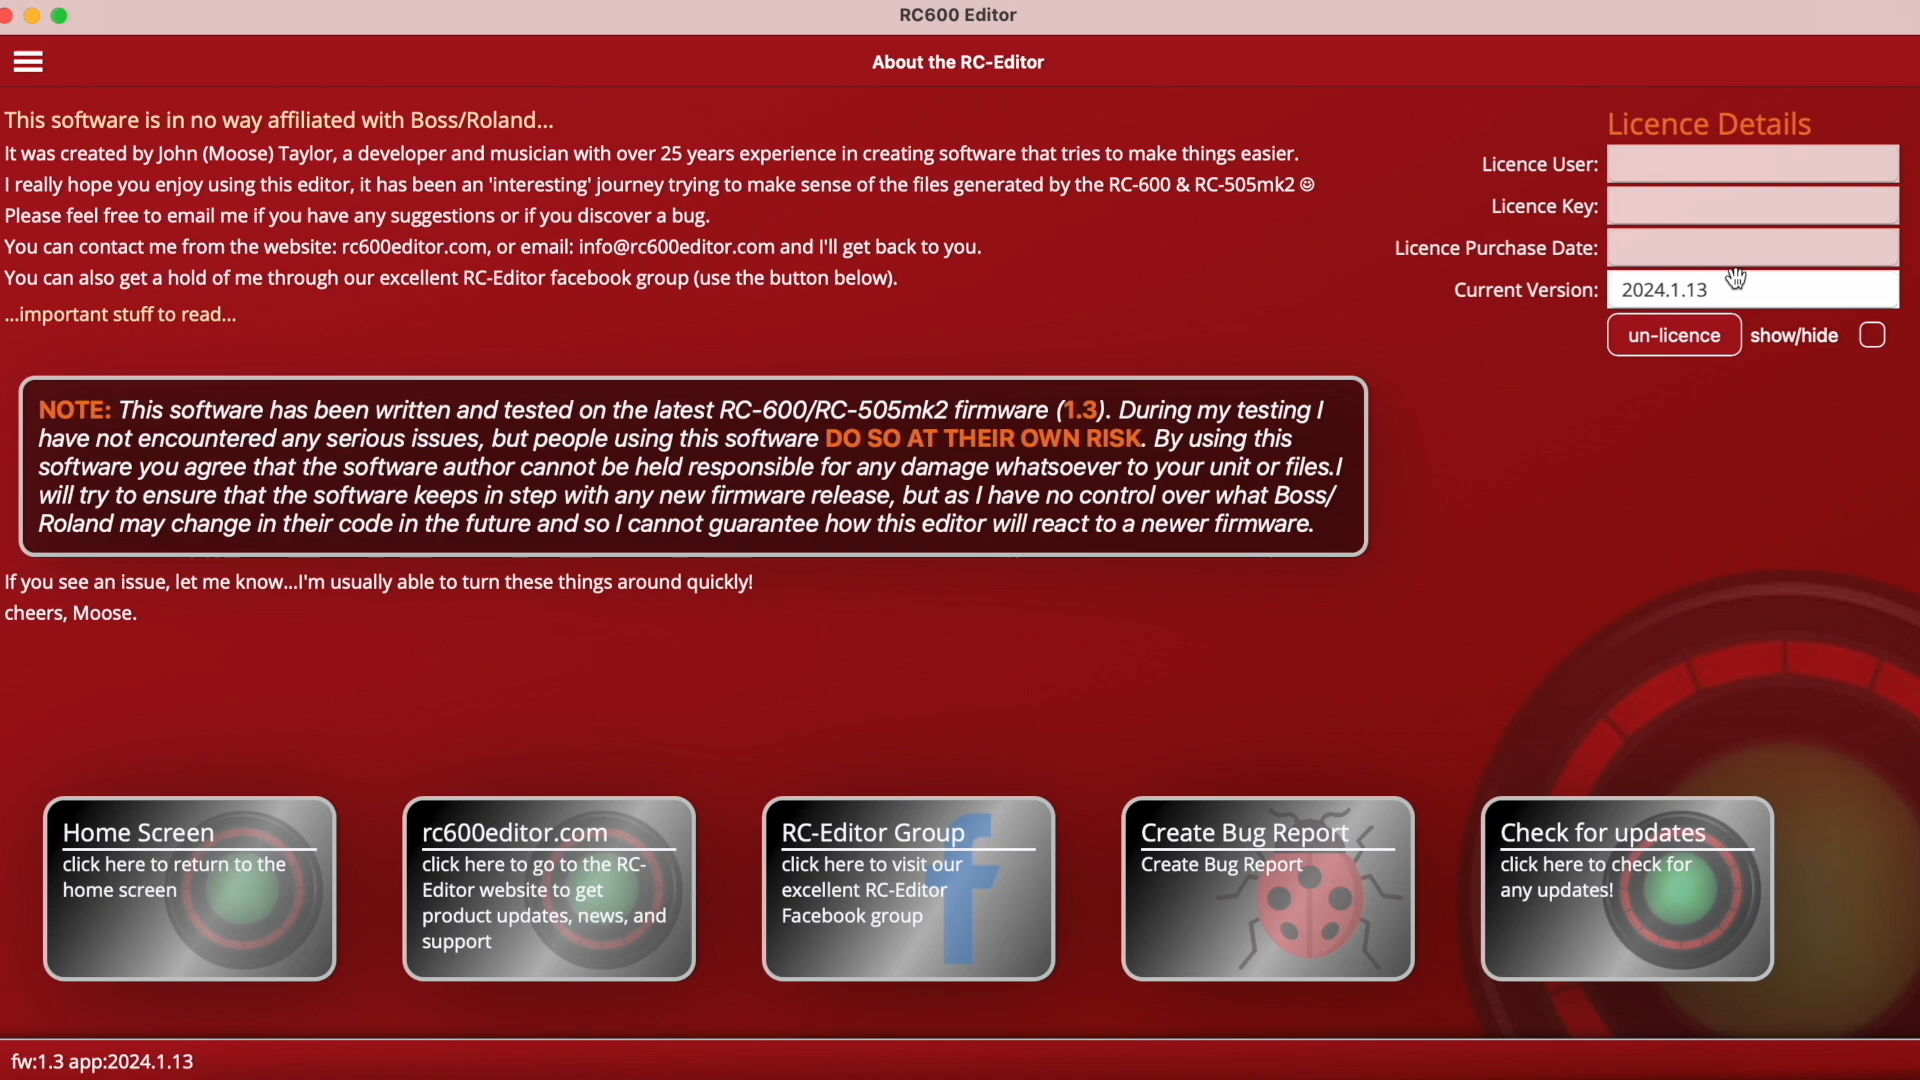 RC600 Editor
About the RC-Editor
This software is in no way affiliated with Boss/Roland...
It was created by John (Moose) Taylor, a developer and musician with over 25 years experience in creating software that tries to make things easier.
I really hope you enjoy using this editor, it has been an 'interesting' journey trying to make sense of the files generated by the RC-600 & RC-505mk2 ☺
Please feel free to email me if you have any suggestions or if you discover a bug.
You can contact me from the website: rc600editor.com, or email: info@rc600editor.com and I'll get back to you.
You can also get a hold of me through our excellent RC-Editor facebook group (use the button below).
...important stuff to read...
Licence Details
Licence User:
Licence Key:
Licence Purchase Date:
Current Version: 2024.1.13
un-licence show/hide
NOTE: This software has been written and tested on the latest RC-600/RC-505mk2 firmware (1.3). During my testing I
have not encountered any serious issues, but people using this software DO SO AT THEIR OWN RISK. By using this
software you agree that the software author cannot be held responsible for any damage whatsoever to your unit or files.I
will try to ensure that the software keeps in step with any new firmware release, but as I have no control over what Boss/
Roland may change in their code in the future and so I cannot guarantee how this editor will react to a newer firmware.
If you see an issue, let me know...I'm usually able to turn these things around quickly!
cheers, Moose.
Home Screen
click here to return to the
home screen
rc600editor.com
click here to go to the RC-
Editor website to get
product updates, news, and
support
RC-Editor Group
click here to visit our
excellent RC-Editor
Facebook group
Create Bug Report
Create Bug Report
Check for updates
click here to check for
any updates!
fw:1.3 app:2024.1.13